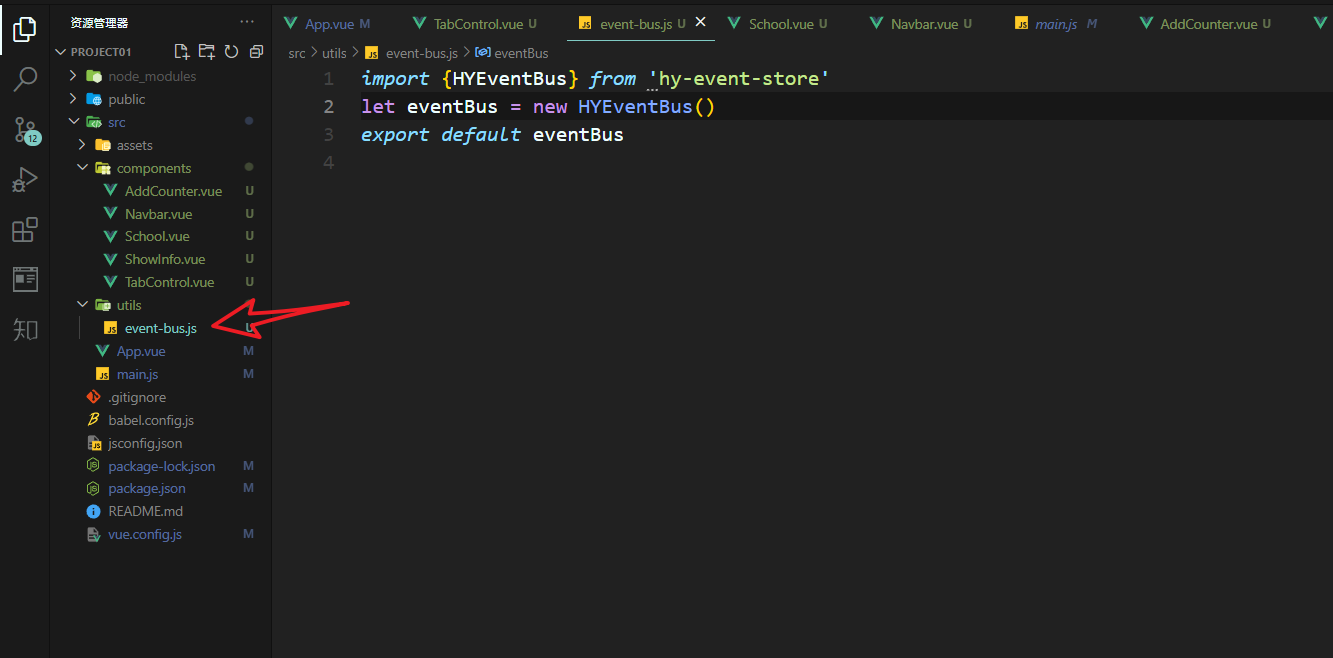 资源管理器 ···
PROJECT01
node_modules
public
src
assets
components
AddCounter.vue U
Navbar.vue U
School.vue U
ShowInfo.vue U
TabControl.vue U
utils
event-bus.js U
App.vue M
main.js M
.gitignore
babel.config.js
jsconfig.json
package-lock.json M
package.json M
README.md
vue.config.js M
12
知
App.vue M TabControl.vue U JS event-bus.js U × School.vue U Navbar.vue U JS main.js M AddCounter.vue U
src > utils > JS event-bus.js > eventBus
1 import {HYEventBus} from 'hy-event-store'
2 let eventBus = new HYEventBus()
3 export default eventBus
4